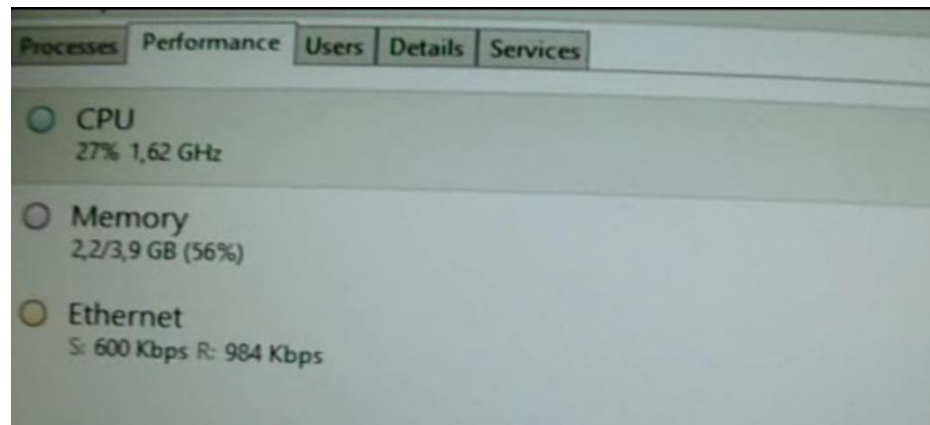 Processes Performance Users Details Services
CPU
27% 1,62 GHz
Memory
2,2/3,9 GB (56%)
Ethernet
S: 600 Kbps R: 984 Kbps